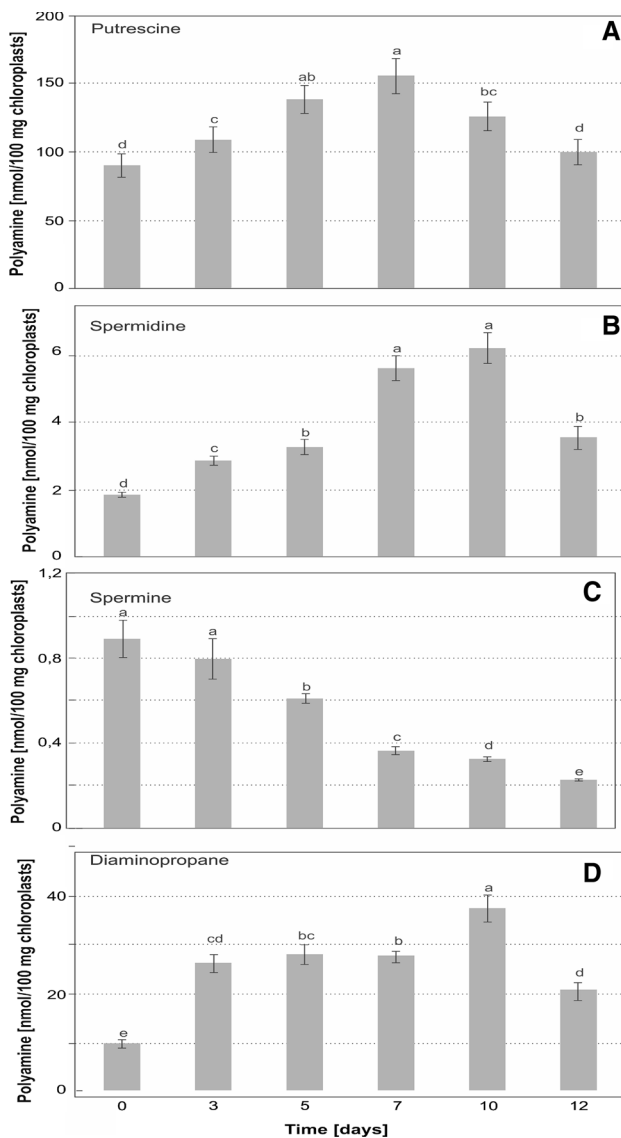 Putrescine
A
Polyamine [nmol/100 mg chloroplasts]
200
150
100
50
0
d
c
ab
a
bc
d
Spermidine
B
Polyamine [nmol/100 mg chloroplasts]
6
4
2
0
d
c
b
a
a
b
Spermine
C
Polyamine [nmol/100 mg chloroplasts]
1,2
0,8
0,4
0
a
a
b
c
d
e
Diaminopropane
D
Polyamine [nmol/100 mg chloroplasts]
40
20
0
e
cd
bc
b
a
d
0 3 5 7 10 12
Time [days]